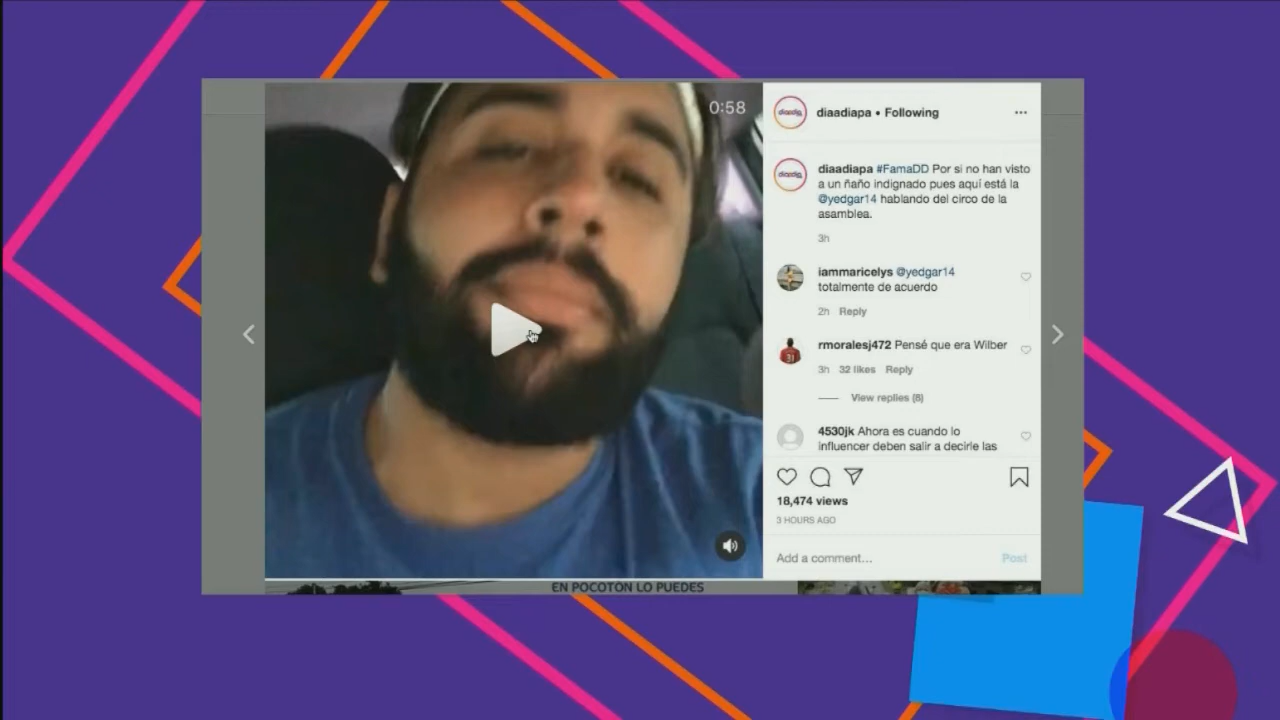 0:58
diaadiapa • Following
diaadiapa #FamaDD Por si no han visto
a un ñaño indignado pues aquí está la
@yedgar14 hablando del circo de la
asamblea.
3h
iammaricelys @yedgar14
totalmente de acuerdo
2h Reply
rmoralesj472 Pensé que era Wilber
3h 32 likes Reply
View replies (8)
4530jk Ahora es cuando lo
influencer deben salir a decirle las
18,474 views
3 HOURS AGO
Add a comment... Post
EN POCOTÓN LO PUEDES